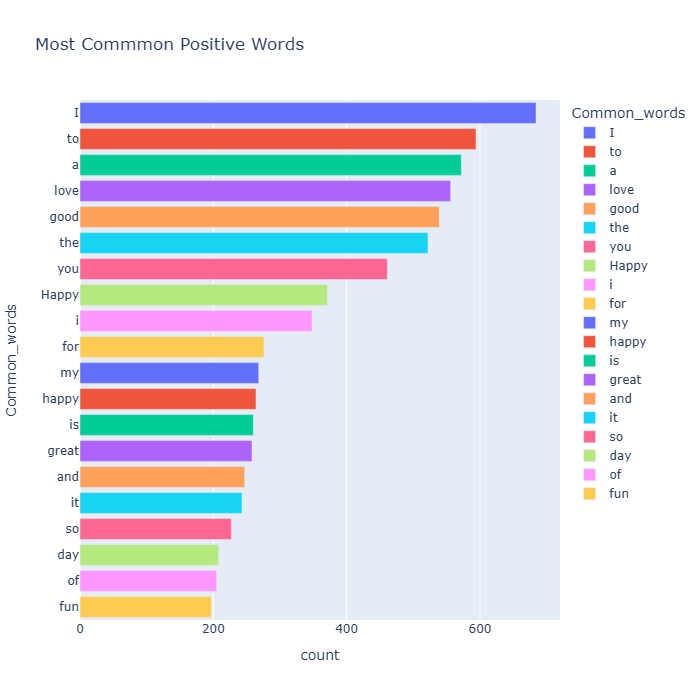 Most Commmon Positive Words
Common_words
I
to
a
love
good
the
you
Happy
i
for
my
happy
is
great
and
it
so
day
of
fun
0
200
400
600
count
Common_words
I
to
a
love
good
the
you
Happy
i
for
my
happy
is
great
and
it
so
day
of
fun